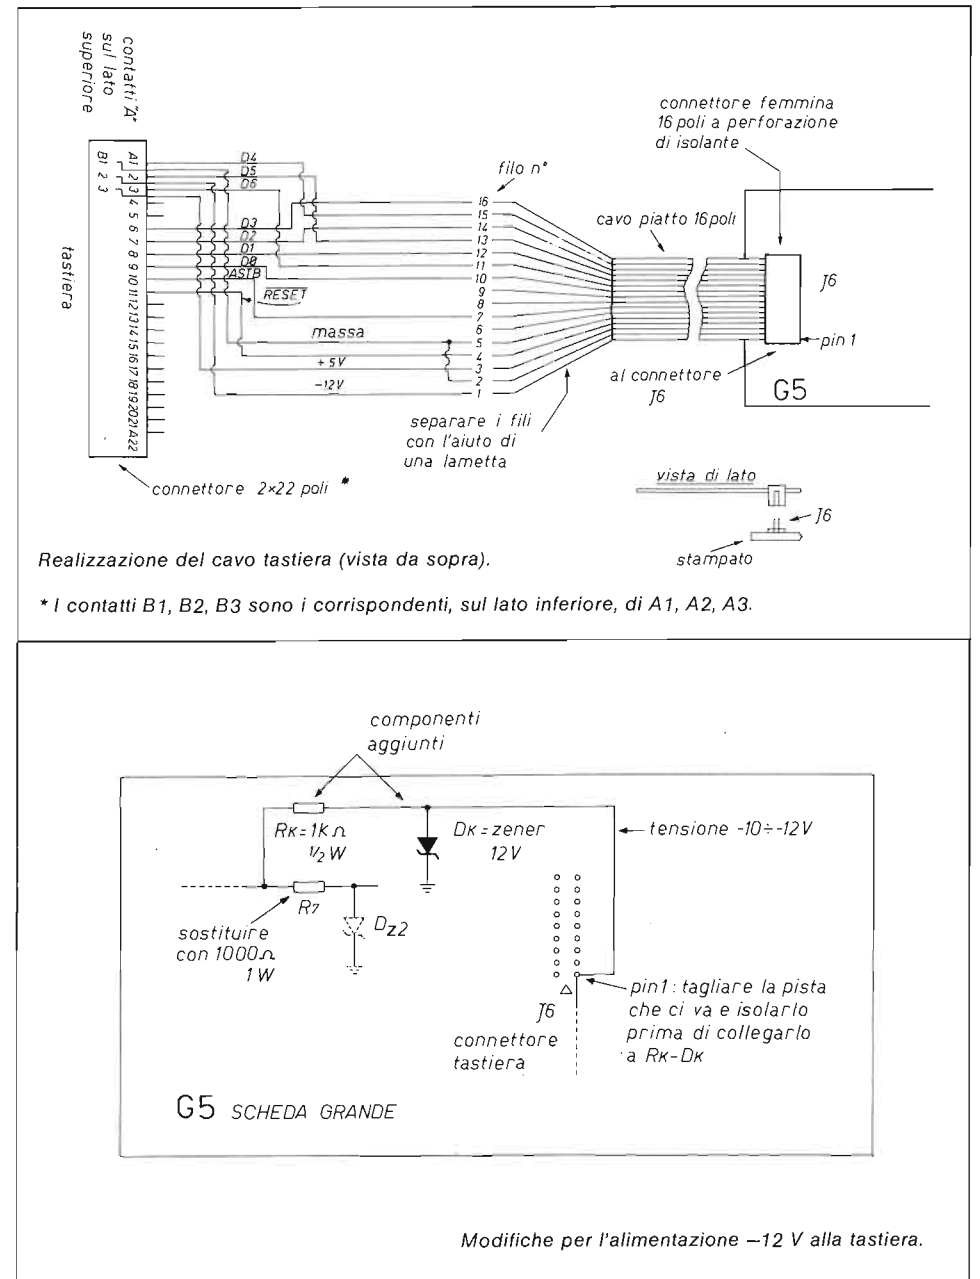 contatti "A"
sul lato
superiore
A1
2
3
4
5
6
7
8
9
10
11
12
13
14
15
16
17
18
19
20
21
A22
B1
2
3
tastiera
D4
D5
D6
D3
D2
D1
D0
ASTB
RESET
massa
+5V
-12V
filo n°
16
15
14
13
12
11
10
9
8
7
6
5
4
3
2
1
connettore femmina
16 poli a perforazione
di isolante
cavo piatto 16 poli
J6
pin 1
al connettore
J6
G5
separare i fili
con l'aiuto di
una lametta
connettore 2×22 poli *
vista di lato
J6
stampato
Realizzazione del cavo tastiera (vista da sopra).
* I contatti B1, B2, B3 sono i corrispondenti, sul lato inferiore, di A1, A2, A3.
componenti
aggiunti
RK=1KΩ
1/2 W
DK=zener
12V
tensione -10÷-12V
R7
DZ2
sostituire
con 1000Ω
1W
J6
connettore
tastiera
pin 1: tagliare la pista
che ci va e isolarlo
prima di collegarlo
a RK-DK
G5 SCHEDA GRANDE
Modifiche per l'alimentazione —12 V alla tastiera.